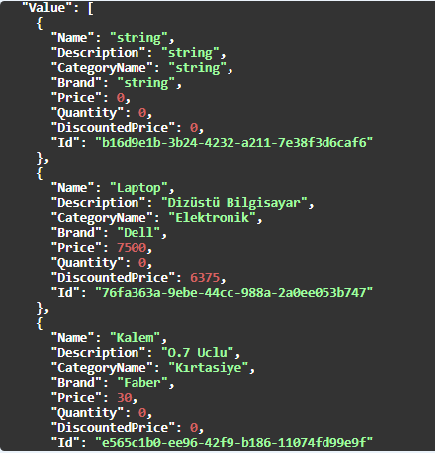 "Value": [
{
"Name": "string",
"Description": "string",
"CategoryName": "string",
"Brand": "string",
"Price": 0,
"Quantity": 0,
"DiscountedPrice": 0,
"Id": "b16d9e1b-3b24-4232-a211-7e38f3d6caf6"
},
{
"Name": "Laptop",
"Description": "Dizüstü Bilgisayar",
"CategoryName": "Elektronik",
"Brand": "Dell",
"Price": 7500,
"Quantity": 0,
"DiscountedPrice": 6375,
"Id": "76fa363a-9ebe-44cc-988a-2a0ee053b747"
},
{
"Name": "Kalem",
"Description": "0.7 Uclu",
"CategoryName": "Kırtasiye",
"Brand": "Faber",
"Price": 30,
"Quantity": 0,
"DiscountedPrice": 0,
"Id": "e565c1b0-ee96-42f9-b186-11074fd99e9f"